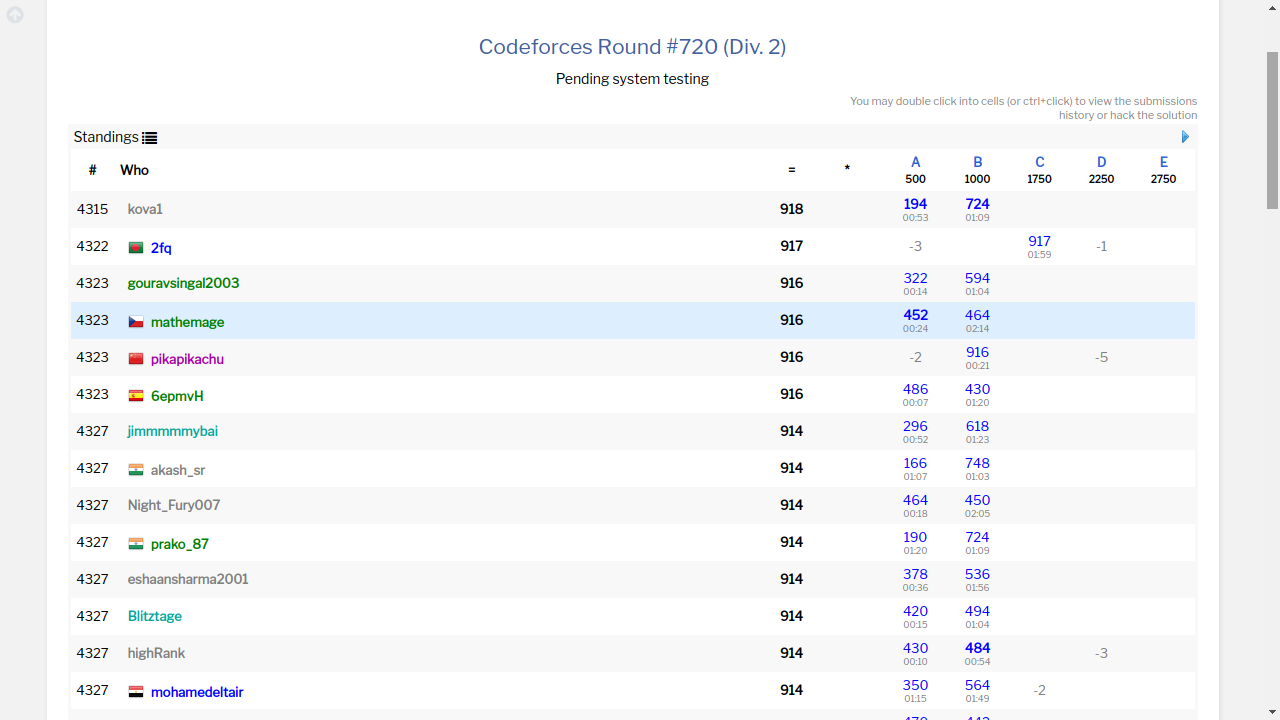 Codeforces Round #720 (Div. 2)
Pending system testing
You may double click into cells (or ctrl+click) to view the submissions
history or hack the solution
Standings
# Who = * A B C D E
500 1000 1750 2250 2750
4315 kova1 918 194 724
00:53 01:09
4322 2fq 917 -3 917 -1
01:59
4323 gouravsingal2003 916 322 594
00:14 01:04
4323 mathemage 916 452 464
00:24 02:14
4323 pikapikachu 916 -2 916 -5
00:21
4323 6epmvH 916 486 430
00:07 01:20
4327 jimmmmmybai 914 296 618
00:52 01:23
4327 akash_sr 914 166 748
01:07 01:03
4327 Night_Fury007 914 464 450
00:18 02:05
4327 prako_87 914 190 724
01:20 01:09
4327 eshaansharma2001 914 378 536
00:36 01:56
4327 Blitztage 914 420 494
00:15 01:04
4327 highRank 914 430 484 -3
00:10 00:54
4327 mohamedeltair 914 350 564 -2
01:15 01:49